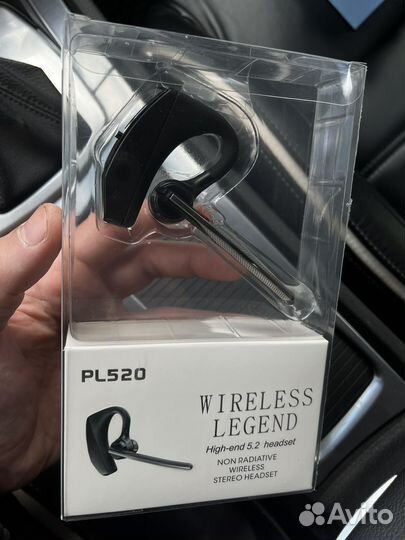 PL520
WIRELESS
LEGEND
High-end 5.2 headset
NON RADIATIVE
WIRELESS
STEREO HEADSET
Avito